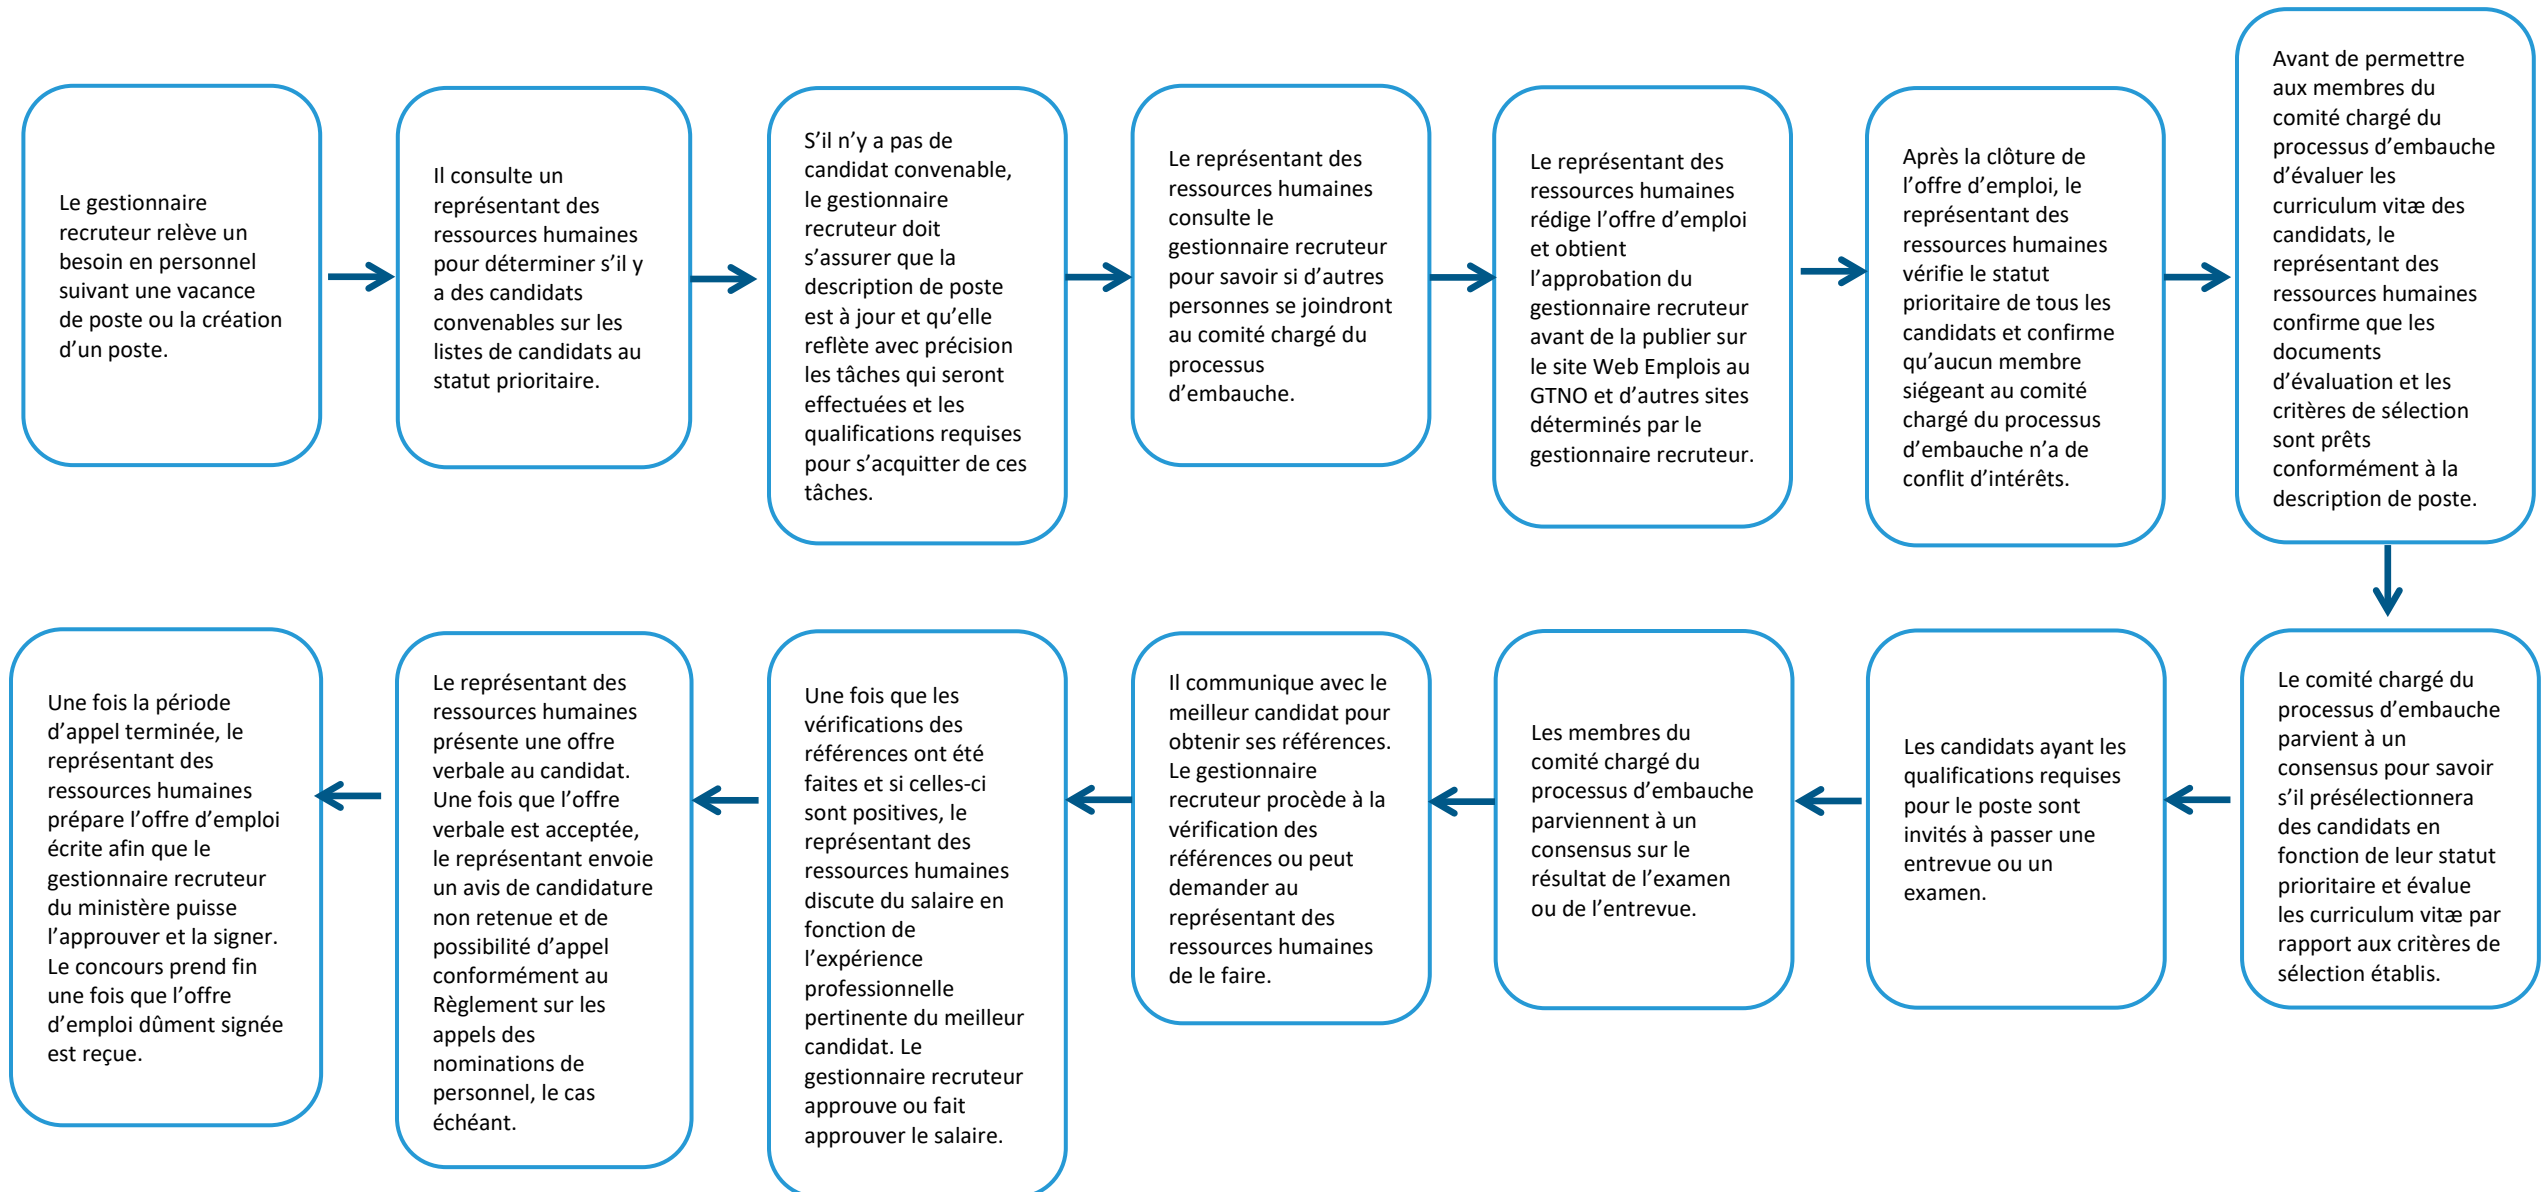 Le gestionnaire
recruteur relève un
besoin en personnel
suivant une vacance
de poste ou la création
d’un poste.
Il consulte un
représentant des
ressources humaines
pour déterminer s’il y
a des candidats
convenables sur les
listes de candidats au
statut prioritaire.
S’il n’y a pas de
candidat convenable,
le gestionnaire
recruteur doit
s’assurer que la
description de poste
est à jour et qu’elle
reflète avec précision
les tâches qui seront
effectuées et les
qualifications requises
pour s’acquitter de ces
tâches.
Le représentant des
ressources humaines
consulte le
gestionnaire recruteur
pour savoir si d’autres
personnes se joindront
au comité chargé du
processus
d’embauche.
Le représentant des
ressources humaines
rédige l’offre d’emploi
et obtient
l’approbation du
gestionnaire recruteur
avant de la publier sur
le site Web Emplois au
GTNO et d’autres sites
déterminés par le
gestionnaire recruteur.
Après la clôture de
l’offre d’emploi, le
représentant des
ressources humaines
vérifie le statut
prioritaire de tous les
candidats et confirme
qu’aucun membre
siégeant au comité
chargé du processus
d’embauche n’a de
conflit d’intérêts.
Avant de permettre
aux membres du
comité chargé du
processus d’embauche
d’évaluer les
curriculum vitæ des
candidats, le
représentant des
ressources humaines
confirme que les
documents
d’évaluation et les
critères de sélection
sont prêts
conformément à la
description de poste.
Le comité chargé du
processus d’embauche
parvient à un
consensus pour savoir
s’il présélectionnera
des candidats en
fonction de leur statut
prioritaire et évalue
les curriculum vitæ par
rapport aux critères de
sélection établis.
Les candidats ayant les
qualifications requises
pour le poste sont
invités à passer une
entrevue ou un
examen.
Les membres du
comité chargé du
processus d’embauche
parviennent à un
consensus sur le
résultat de l’examen
ou de l’entrevue.
Il communique avec le
meilleur candidat pour
obtenir ses références.
Le gestionnaire
recruteur procède à la
vérification des
références ou peut
demander au
représentant des
ressources humaines
de le faire.
Une fois que les
vérifications des
références ont été
faites et si celles-ci
sont positives, le
représentant des
ressources humaines
discute du salaire en
fonction de
l’expérience
professionnelle
pertinente du meilleur
candidat. Le
gestionnaire recruteur
approuve ou fait
approuver le salaire.
Le représentant des
ressources humaines
présente une offre
verbale au candidat.
Une fois que l’offre
verbale est acceptée,
le représentant envoie
un avis de candidature
non retenue et de
possibilité d’appel
conformément au
Règlement sur les
appels des
nominations de
personnel, le cas
échéant.
Une fois la période
d’appel terminée, le
représentant des
ressources humaines
prépare l’offre d’emploi
écrite afin que le
gestionnaire recruteur
du ministère puisse
l’approuver et la signer.
Le concours prend fin
une fois que l’offre
d’emploi dûment signée
est reçue.